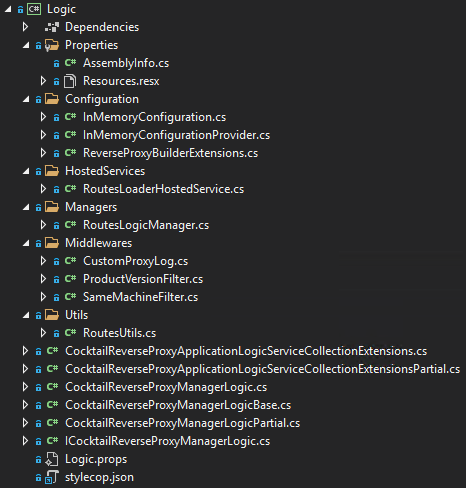 C# Logic
Dependencies
Properties
C# AssemblyInfo.cs
Resources.resx
Configuration
C# InMemoryConfiguration.cs
C# InMemoryConfigurationProvider.cs
C# ReverseProxyBuilderExtensions.cs
HostedServices
C# RoutesLoaderHostedService.cs
Managers
C# RoutesLogicManager.cs
Middlewares
C# CustomProxyLog.cs
C# ProductVersionFilter.cs
C# SameMachineFilter.cs
Utils
C# RoutesUtils.cs
C# CocktailReverseProxyApplicationLogicServiceCollectionExtensions.cs
C# CocktailReverseProxyApplicationLogicServiceCollectionExtensionsPartial.cs
C# CocktailReverseProxyManagerLogic.cs
C# CocktailReverseProxyManagerLogicBase.cs
C# CocktailReverseProxyManagerLogicPartial.cs
C# ICocktailReverseProxyManagerLogic.cs
Logic.props
stylecop.json